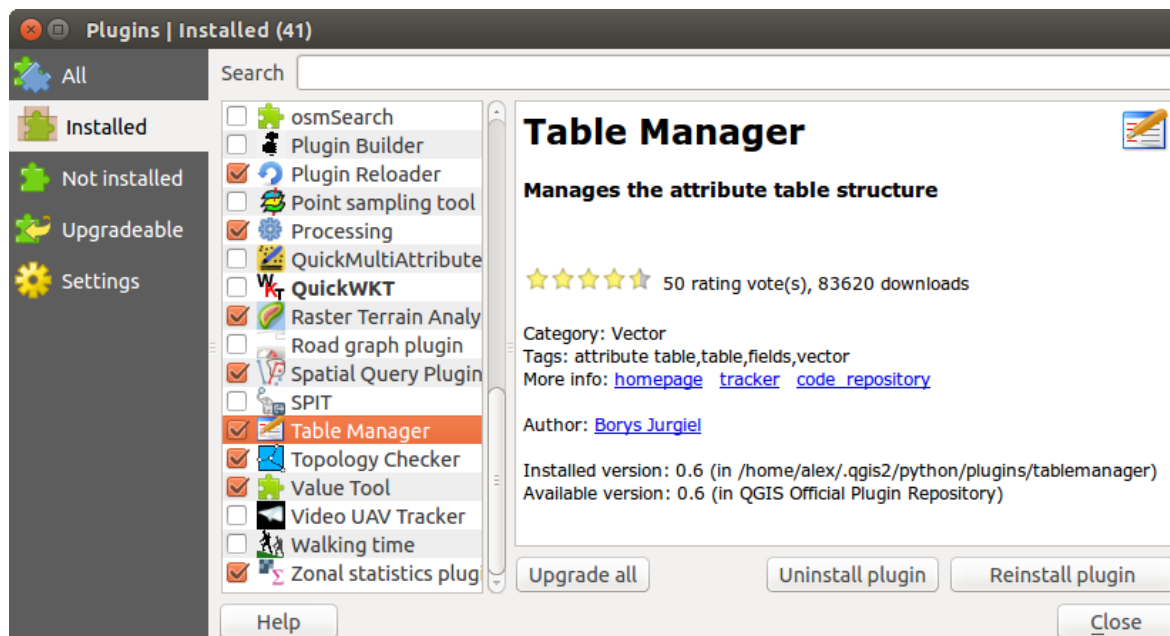 Plugins | Installed (41)
All
Installed
Not installed
Upgradeable
Settings
Search
osmSearch
Plugin Builder
Plugin Reloader
Point sampling tool
Processing
QuickMultiAttribute
QuickWKT
Raster Terrain Analy
Road graph plugin
Spatial Query Plugin
SPIT
Table Manager
Topology Checker
Value Tool
Video UAV Tracker
Walking time
Zonal statistics plugi
Table Manager
Manages the attribute table structure
50 rating vote(s), 83620 downloads
Category: Vector
Tags: attribute table,table,fields,vector
More info: homepage tracker code repository
Author: Borys Jurgiel
Installed version: 0.6 (in /home/alex/.qgis2/python/plugins/tablemanager)
Available version: 0.6 (in QGIS Official Plugin Repository)
Upgrade all
Uninstall plugin
Reinstall plugin
Help
Close